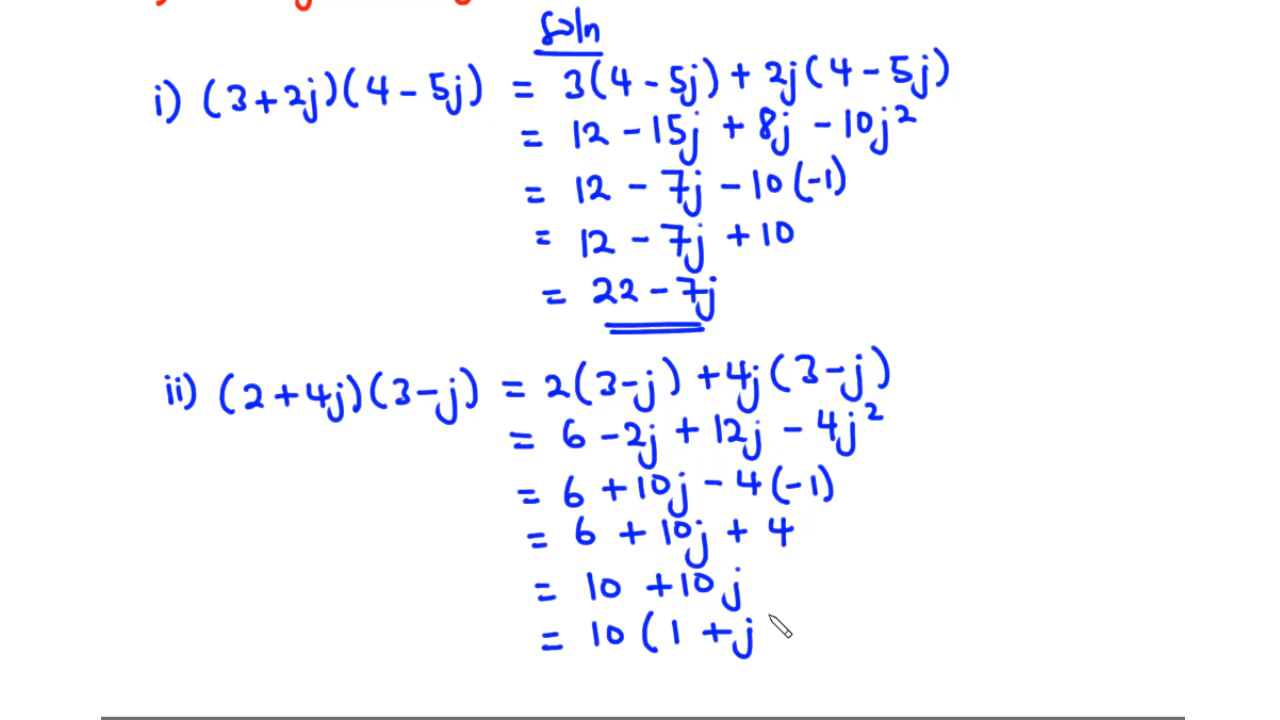 soln
i) (3+2j)(4-5j) = 3(4-5j) + 2j(4-5j)
= 12 - 15j + 8j - 10j²
= 12 - 7j - 10(-1)
= 12 - 7j + 10
= 22 - 7j
ii) (2+4j)(3-j) = 2(3-j) + 4j(3-j)
= 6 - 2j + 12j - 4j²
= 6 + 10j - 4(-1)
= 6 + 10j + 4
= 10 + 10j
= 10(1 + j